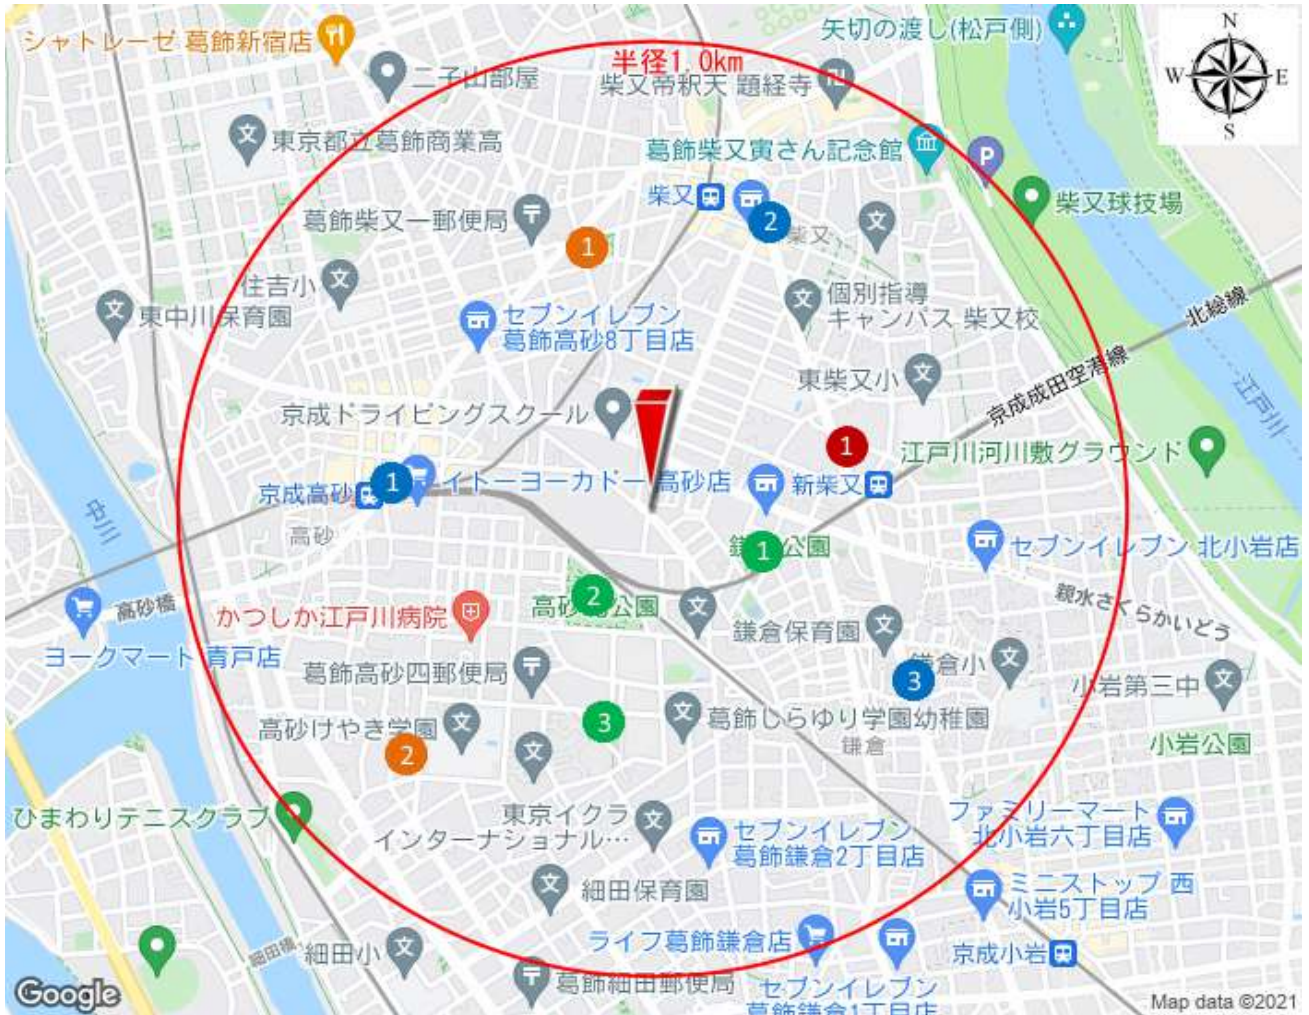 シャトレーゼ 葛飾新宿店
矢切の渡し(松戸側)
N
W
E
S
半径1.0km
二子山部屋
柴又帝釈天 題経寺
東京都立葛飾商業高
葛飾柴又寅さん記念館
P
柴又
2
柴又球技場
葛飾柴又一郵便局
1
柴又
住吉小
個別指導
キャンパス 柴又校
東中川保育園
セブンイレブン
葛飾高砂8丁目店
北総線
東柴又小
京成成田空港線
江戸川
京成ドライビングスクール
1
江戸川河川敷グラウンド
京成高砂
1
イトーヨーカドー 高砂店
新柴又
中川
高砂
1
公園
セブンイレブン 北小岩店
高砂橋
2
高砂
公園
親水さくらかいどう
かつしか江戸川病院
鎌倉保育園
ヨークマート 青戸店
葛飾高砂四郵便局
3
鎌倉小
小岩第三中
高砂けやき学園
3
葛飾しらゆり学園幼稚園
鎌倉
小岩公園
2
ひまわりテニスクラブ
東京イクラ
インターナショナル…
セブンイレブン
葛飾鎌倉2丁目店
ファミリーマート
北小岩六丁目店
細田保育園
ミニストップ 西
小岩5丁目店
細田橋
細田小
ライフ葛飾鎌倉店
京成小岩
葛飾細田郵便局
セブンイレブン
葛飾鎌倉1丁目店
Google
Map data ©2021